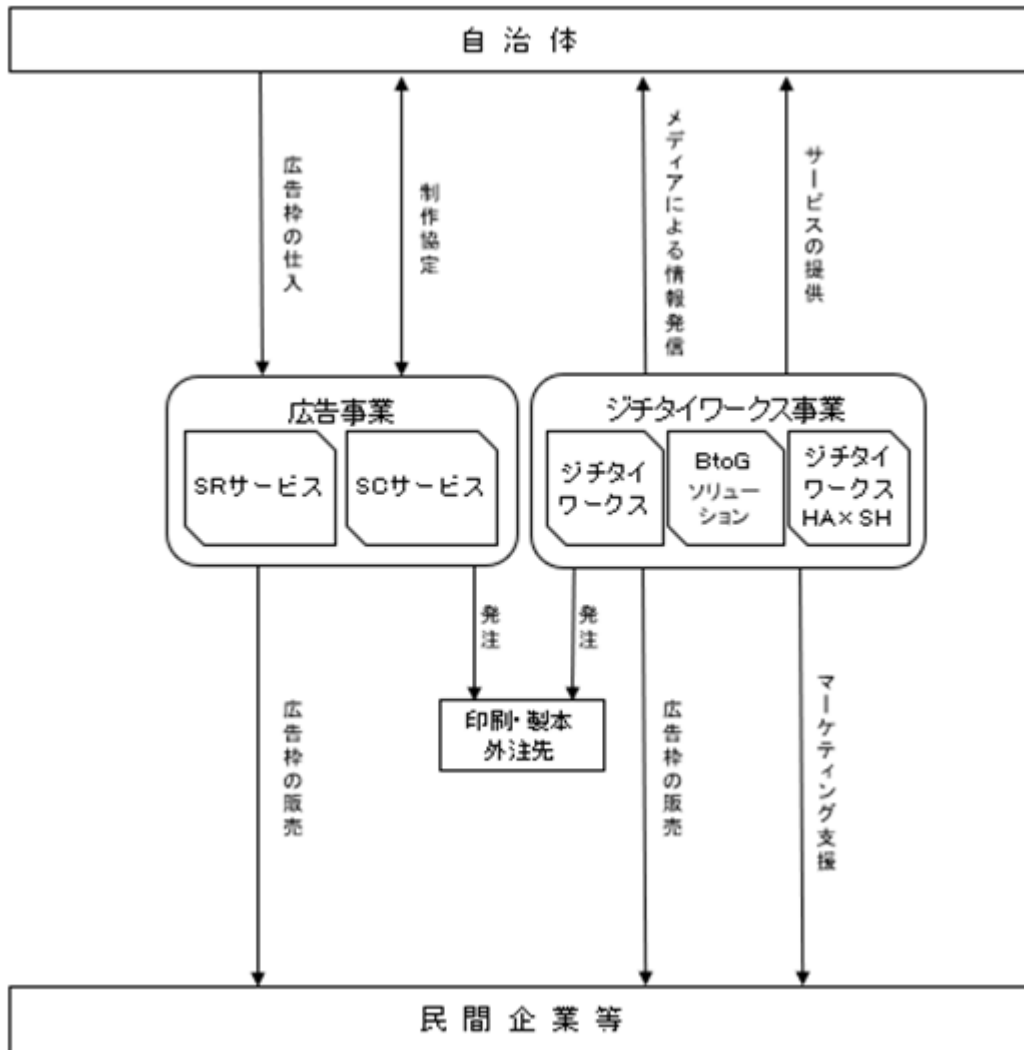 自治体
広告枠の仕入
制作協定
メディアによる情報発信
サービスの提供
広告事業
SRサービス
SCサービス
ジチタイワークス事業
ジチタイ
ワークス
BtoG
ソリュー
ション
ジチタイ
ワークス
HA×SH
発注
発注
印刷・製本
外注先
広告枠の販売
広告枠の販売
マーケティング支援
民間企業等